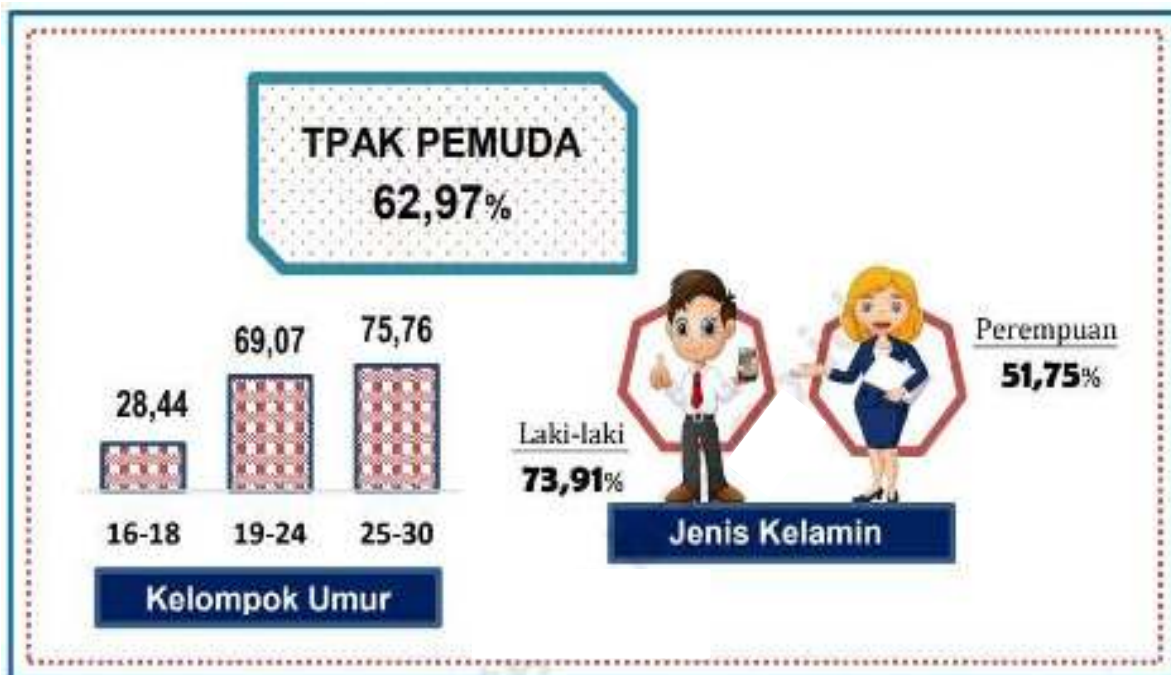 TPAK PEMUDA
62,97%
28,44
69,07
75,76
16-18
19-24
25-30
Kelompok Umur
Laki-laki
73,91%
Perempuan
51,75%
Jenis Kelamin